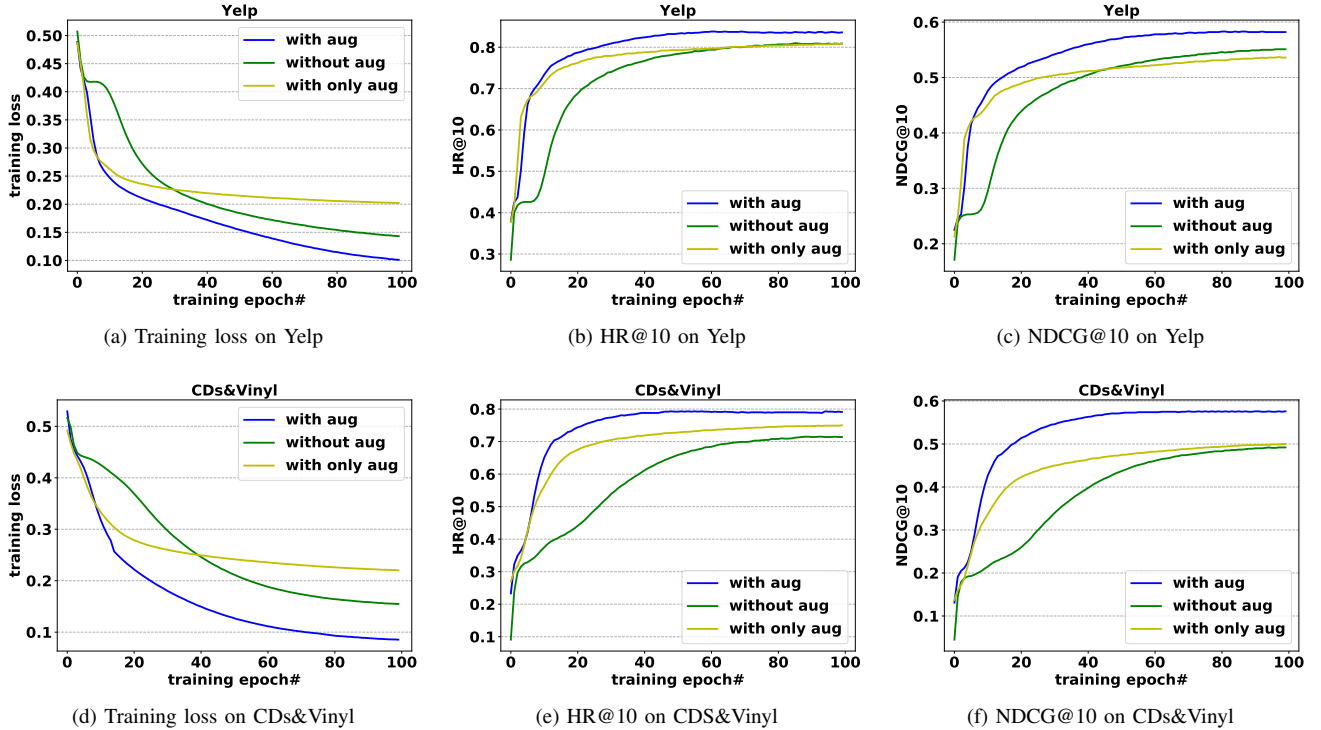 Yelp
0.50
0.45
0.40
0.35
0.30
0.25
0.20
0.15
0.10
training loss
with aug
without aug
with only aug
0 20 40 60 80 100
training epoch#
(a) Training loss on Yelp
Yelp
0.8
0.7
0.6
0.5
0.4
0.3
HR@10
with aug
without aug
with only aug
0 20 40 60 80 100
training epoch#
(b) HR@10 on Yelp
Yelp
0.6
0.5
0.4
0.3
0.2
NDCG@10
with aug
without aug
with only aug
0 20 40 60 80 100
training epoch#
(c) NDCG@10 on Yelp
CDs&Vinyl
0.5
0.4
0.3
0.2
0.1
training loss
with aug
without aug
with only aug
0 20 40 60 80 100
training epoch#
(d) Training loss on CDs&Vinyl
CDs&Vinyl
0.8
0.7
0.6
0.5
0.4
0.3
0.2
0.1
HR@10
with aug
without aug
with only aug
0 20 40 60 80 100
training epoch#
(e) HR@10 on CDS&Vinyl
CDs&Vinyl
0.6
0.5
0.4
0.3
0.2
0.1
NDCG@10
with aug
without aug
with only aug
0 20 40 60 80 100
training epoch#
(f) NDCG@10 on CDs&Vinyl